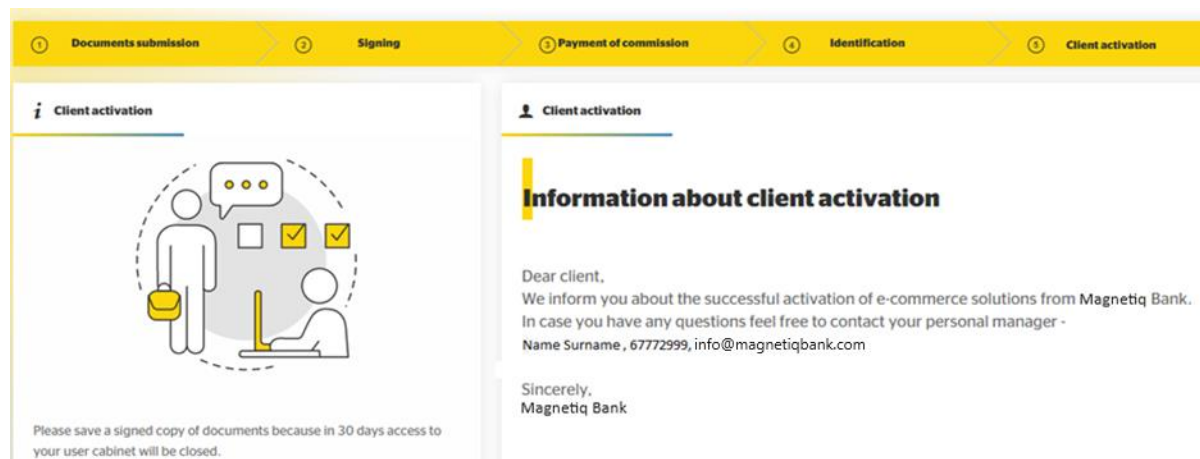 1 Documents submission
2 Signing
3 Payment of commission
4 Identification
5 Client activation
i Client activation
Please save a signed copy of documents because in 30 days access to
your user cabinet will be closed.
Client activation
Information about client activation
Dear client,
We inform you about the successful activation of e-commerce solutions from Magnetiq Bank.
In case you have any questions feel free to contact your personal manager -
Name Surname , 67772999, info@magnetiqbank.com
Sincerely,
Magnetiq Bank